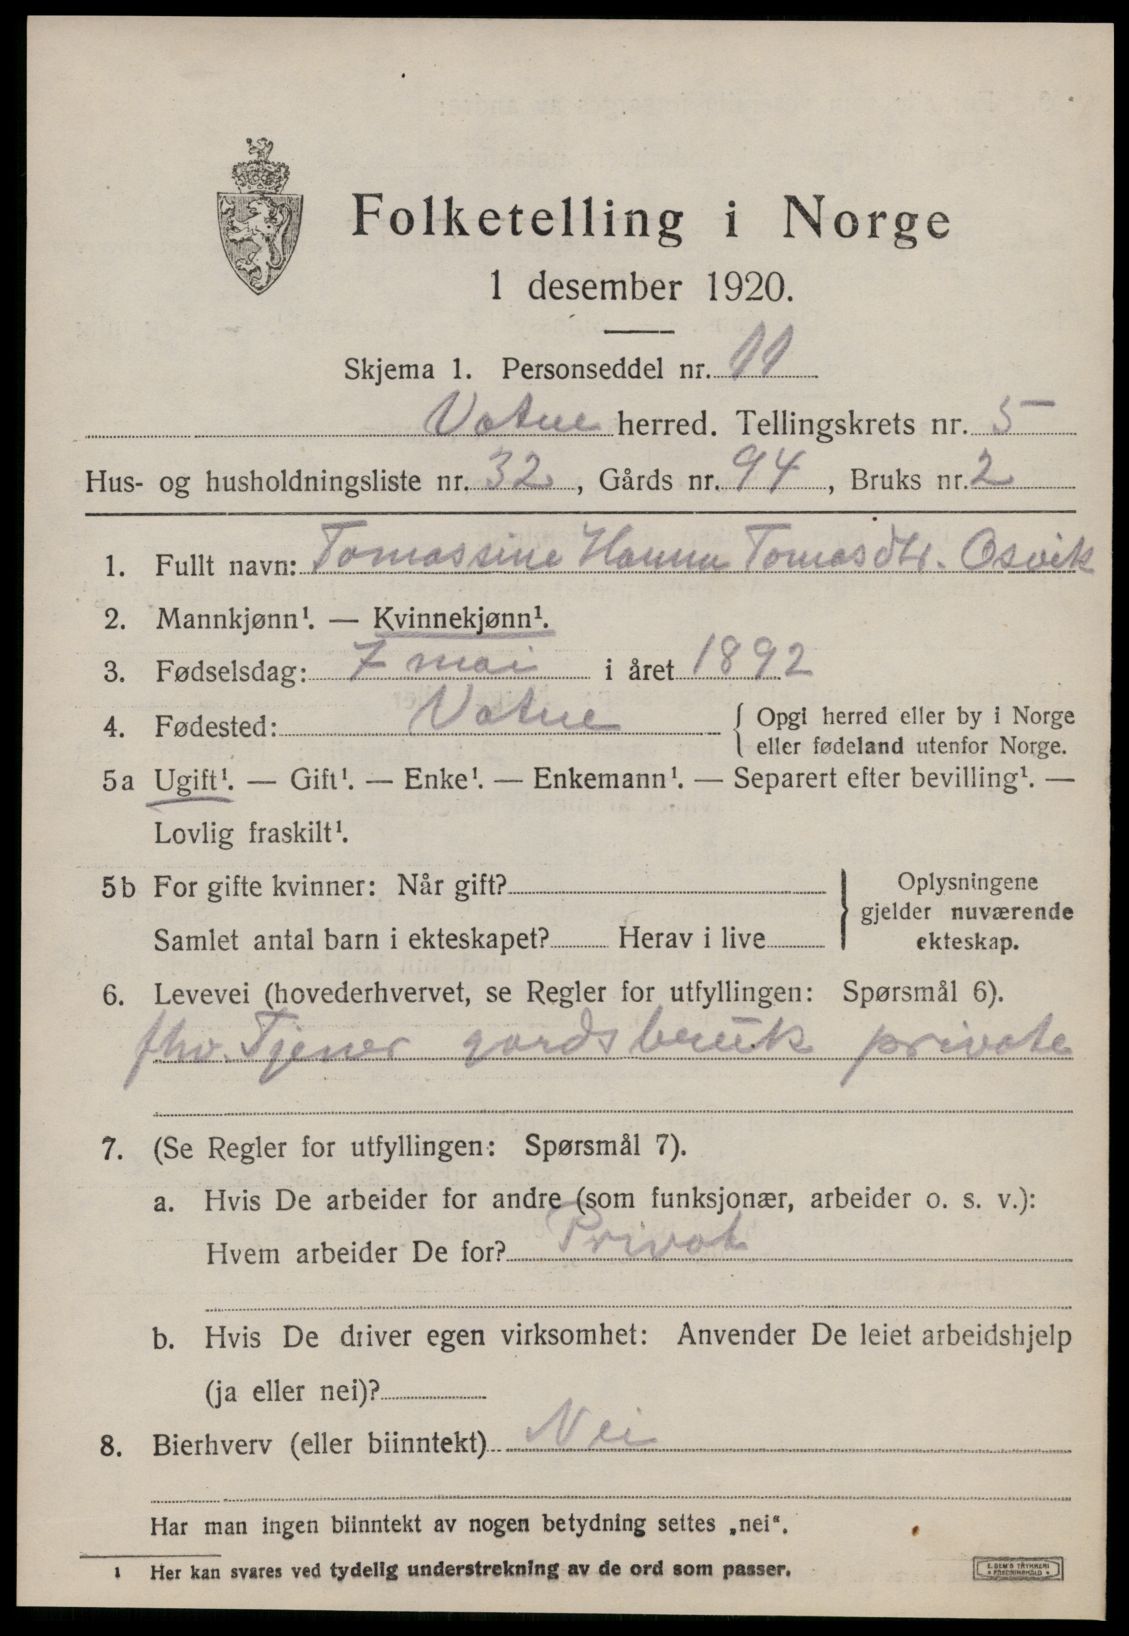 Folketelling i Norge
1 desember 1920.
Skjema 1. Personseddel nr. 11
Vatne herred. Tellingskrets nr. 5
Hus- og husholdningsliste nr. 32, Gårds nr. 94, Bruks nr. 2
1. Fullt navn: Tomassine Hanna Tomasdtr. Osvik
2. Mannkjønn¹. — Kvinnekjønn¹.
3. Fødselsdag: 7 mai i året 1892
4. Fødested: Vatne { Opgi herred eller by i Norge
eller fødeland utenfor Norge.
5a Ugift¹. — Gift¹. — Enke¹. — Enkemann¹. — Separert efter bevilling¹. —
Lovlig fraskilt¹.
5b For gifte kvinner: Når gift? } Oplysningene
gjelder nuværende
Samlet antal barn i ekteskapet? Herav i live ekteskap.
6. Levevei (hovederhvervet, se Regler for utfyllingen: Spørsmål 6).
fhv. Tjener gardsbruk private
7. (Se Regler for utfyllingen: Spørsmål 7).
a. Hvis De arbeider for andre (som funksjonær, arbeider o. s. v.):
Hvem arbeider De for? Privat
b. Hvis De driver egen virksomhet: Anvender De leiet arbeidshjelp
(ja eller nei)?
8. Bierhverv (eller biinntekt) Nei
Har man ingen biinntekt av nogen betydning settes „nei“.
¹ Her kan svares ved tydelig understrekning av de ord som passer.
E. SEM'S TRYKKERI
FREDRIKSHALD